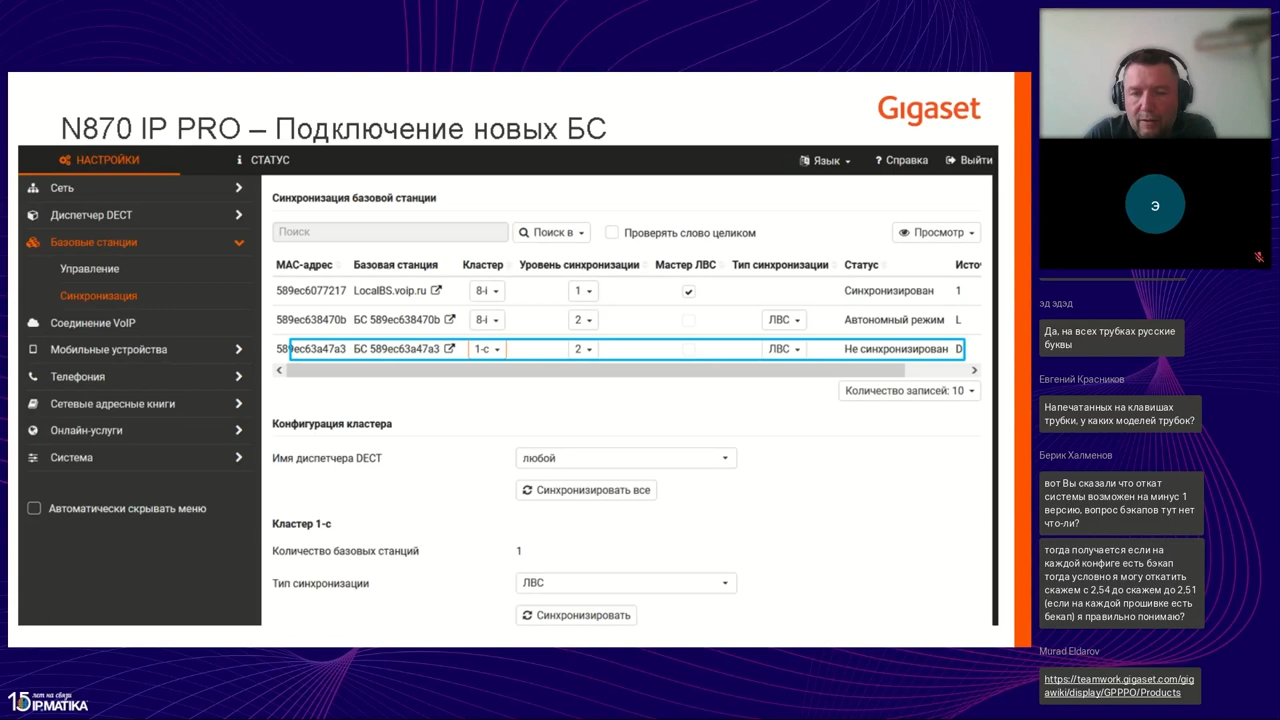 Gigaset
N870 IP PRO – Подключение новых БС
НАСТРОЙКИ
СТАТУС
Язык
Справка
Выйти
Сеть
Диспетчер DECT
Базовые станции
Управление
Синхронизация
Соединение VoIP
Мобильные устройства
Телефония
Сетевые адресные книги
Онлайн-услуги
Система
Автоматически скрывать меню
Синхронизация базовой станции
Поиск
Поиск в
Проверять слово целиком
Просмотр
MAC-адрес Базовая станция Кластер Уровень синхронизации Мастер ЛВС Тип синхронизации Статус Исто
589ec6077217 LocalBS.voip.ru 8-i 1 Синхронизирован 1
589ec638470b БС 589ec638470b 8-i 2 ЛВС Автономный режим L
589ec63a47a3 БС 589ec63a47a3 1-c 2 ЛВС Не синхронизирован D
Количество записей: 10
Конфигурация кластера
Имя диспетчера DECT любой
Синхронизировать все
Кластер 1-c
Количество базовых станций 1
Тип синхронизации ЛВС
Синхронизировать
15 лет на связи
IPMATIKA
Э
эд эдэд
Да, на всех трубках русские
буквы
Евгений Красников
Напечатанных на клавишах
трубки, у каких моделей трубок?
Берик Халменов
вот Вы сказали что откат
системы возможен на минус 1
версию, вопрос бэкапов тут нет
что-ли?
тогда получается если на
каждой конфиге есть бэкап
тогда условно я могу откатить
скажем с 2,54 до скажем до 2,51
(если на каждой прошивке есть
бекап) я правильно понимаю?
Murad Eldarov
https://teamwork.gigaset.com/gig
awiki/display/GPPPO/Products